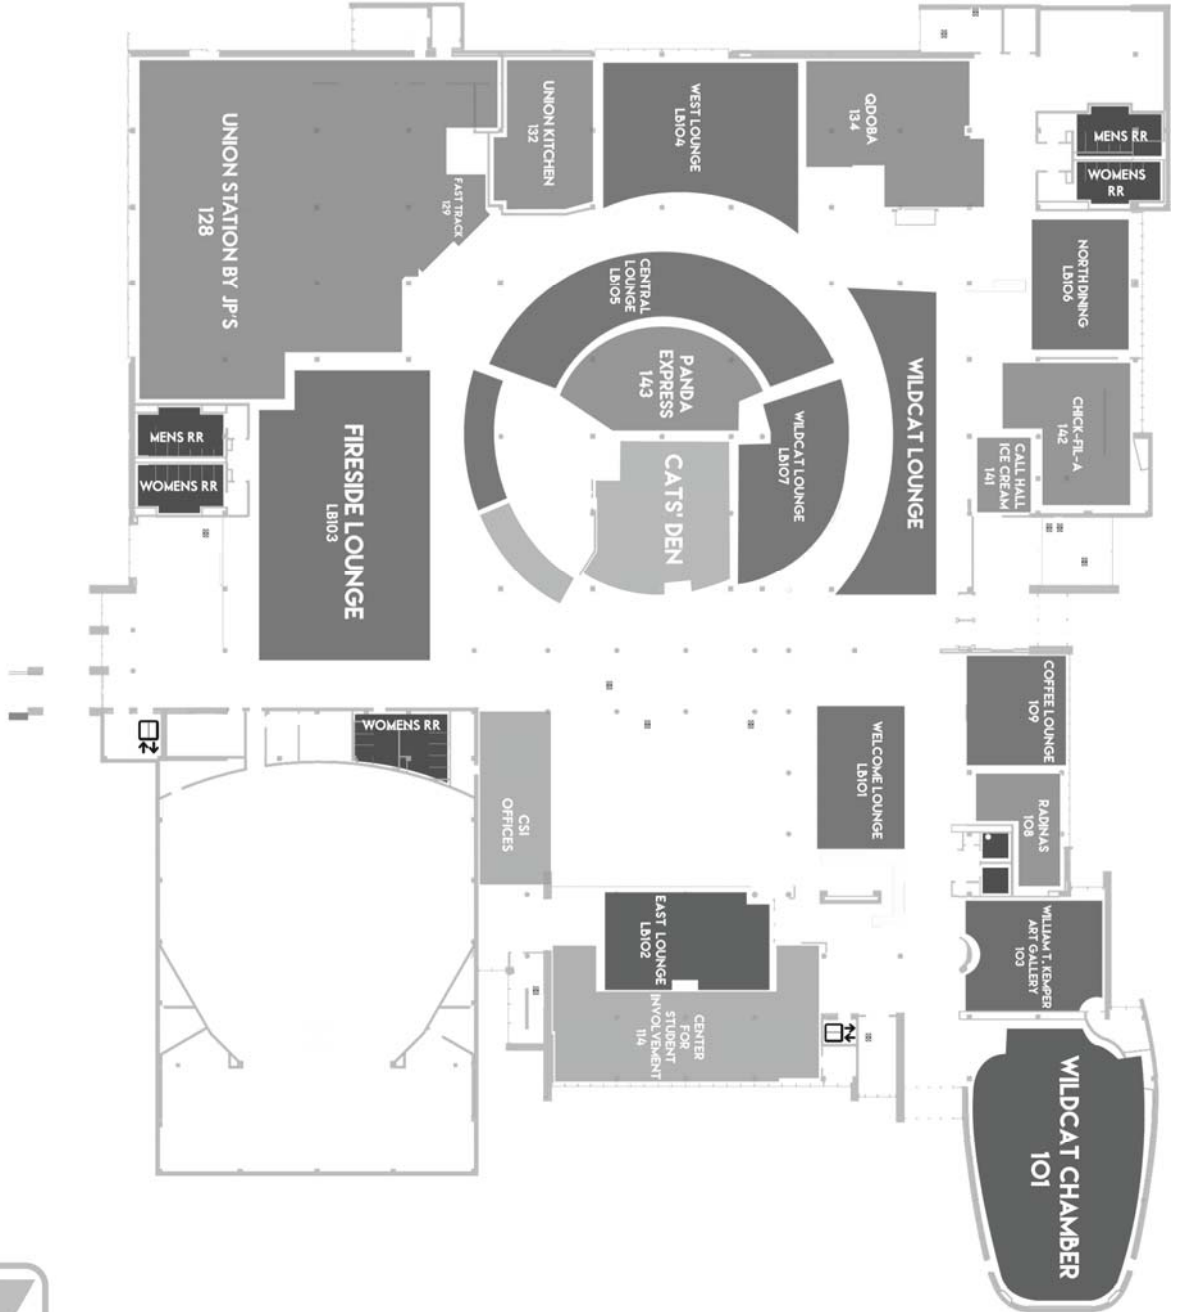 UNION STATION BY JP'S
128
FAST TRACK
129
UNION KITCHEN
132
WEST LOUNGE
LB104
QDOBA
134
MENS RR
WOMENS
RR
NORTH DINING
LB106
CENTRAL
LOUNGE
LB105
PANDA
EXPRESS
143
WILDCAT LOUNGE
LB107
WILDCAT LOUNGE
CHICK-FIL-A
142
CALL HALL
ICE CREAM
141
MENS RR
WOMENS RR
FIRESIDE LOUNGE
LB103
CATS' DEN
COFFEE LOUNGE
109
WOMENS RR
CSI
OFFICES
WELCOME LOUNGE
LB101
RADINAS
108
EAST LOUNGE
LB102
WILLIAM T. KEMPER
ART GALLERY
103
CENTER
FOR
STUDENT
INVOLVEMENT
114
WILDCAT CHAMBER
101